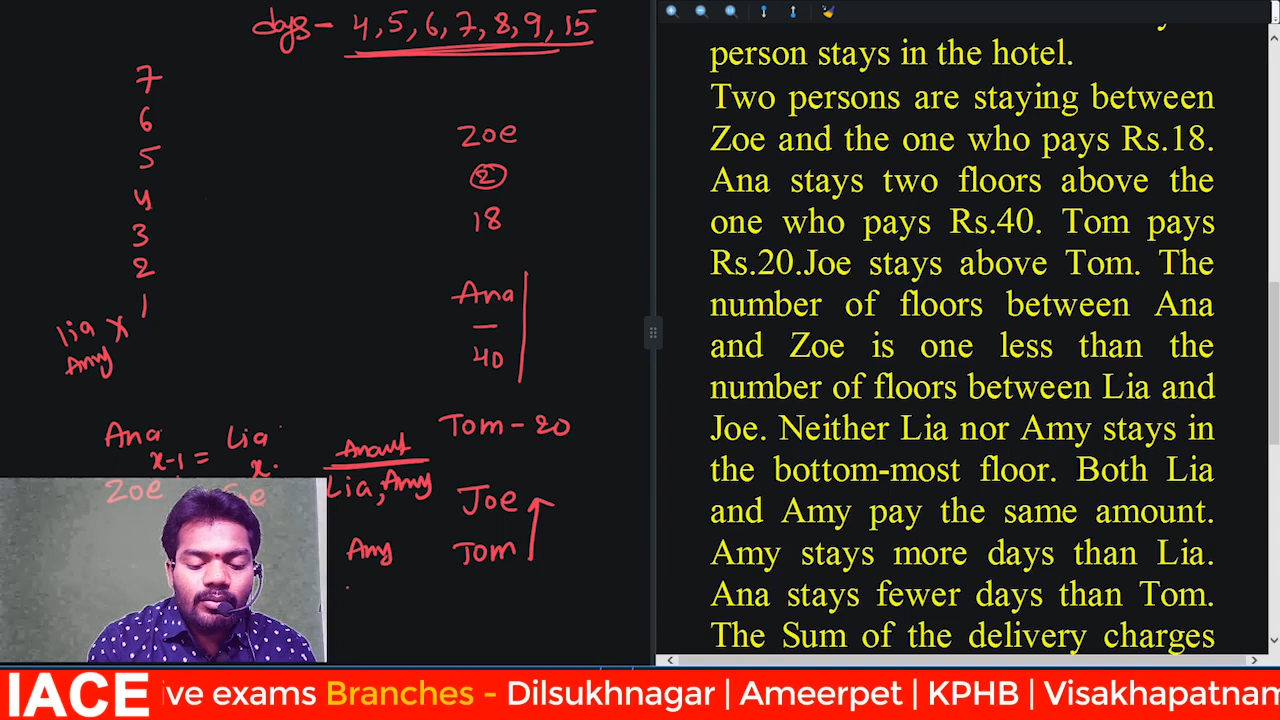 days - 4, 5, 6, 7, 8, 9, 15
7
6
5
4
3
2
1
lia x
Amy
Zoe
2
18
Ana
40
Tom - 20
Joe
Tom
Ana
x-1 =
Zoe
Lia
x
Lia, Amy
Amy
person stays in the hotel.
Two persons are staying between
Zoe and the one who pays Rs.18.
Ana stays two floors above the
one who pays Rs.40. Tom pays
Rs.20.Joe stays above Tom. The
number of floors between Ana
and Zoe is one less than the
number of floors between Lia and
Joe. Neither Lia nor Amy stays in
the bottom-most floor. Both Lia
and Amy pay the same amount.
Amy stays more days than Lia.
Ana stays fewer days than Tom.
The Sum of the delivery charges
IACE ive exams Branches - Dilsukhnagar | Ameerpet | KPHB | Visakhapatnam